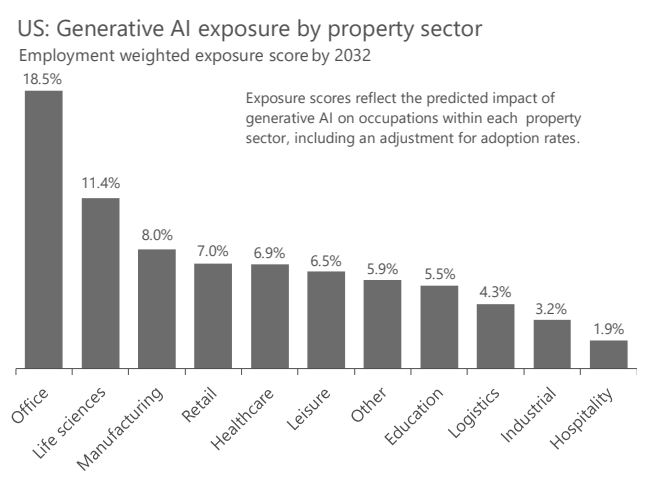 US: Generative AI exposure by property sector
Employment weighted exposure score by 2032
Exposure scores reflect the predicted impact of
generative AI on occupations within each property
sector, including an adjustment for adoption rates.
18.5%
11.4%
8.0%
7.0%
6.9%
6.5%
5.9%
5.5%
4.3%
3.2%
1.9%
Office
Life sciences
Manufacturing
Retail
Healthcare
Leisure
Other
Education
Logistics
Industrial
Hospitality